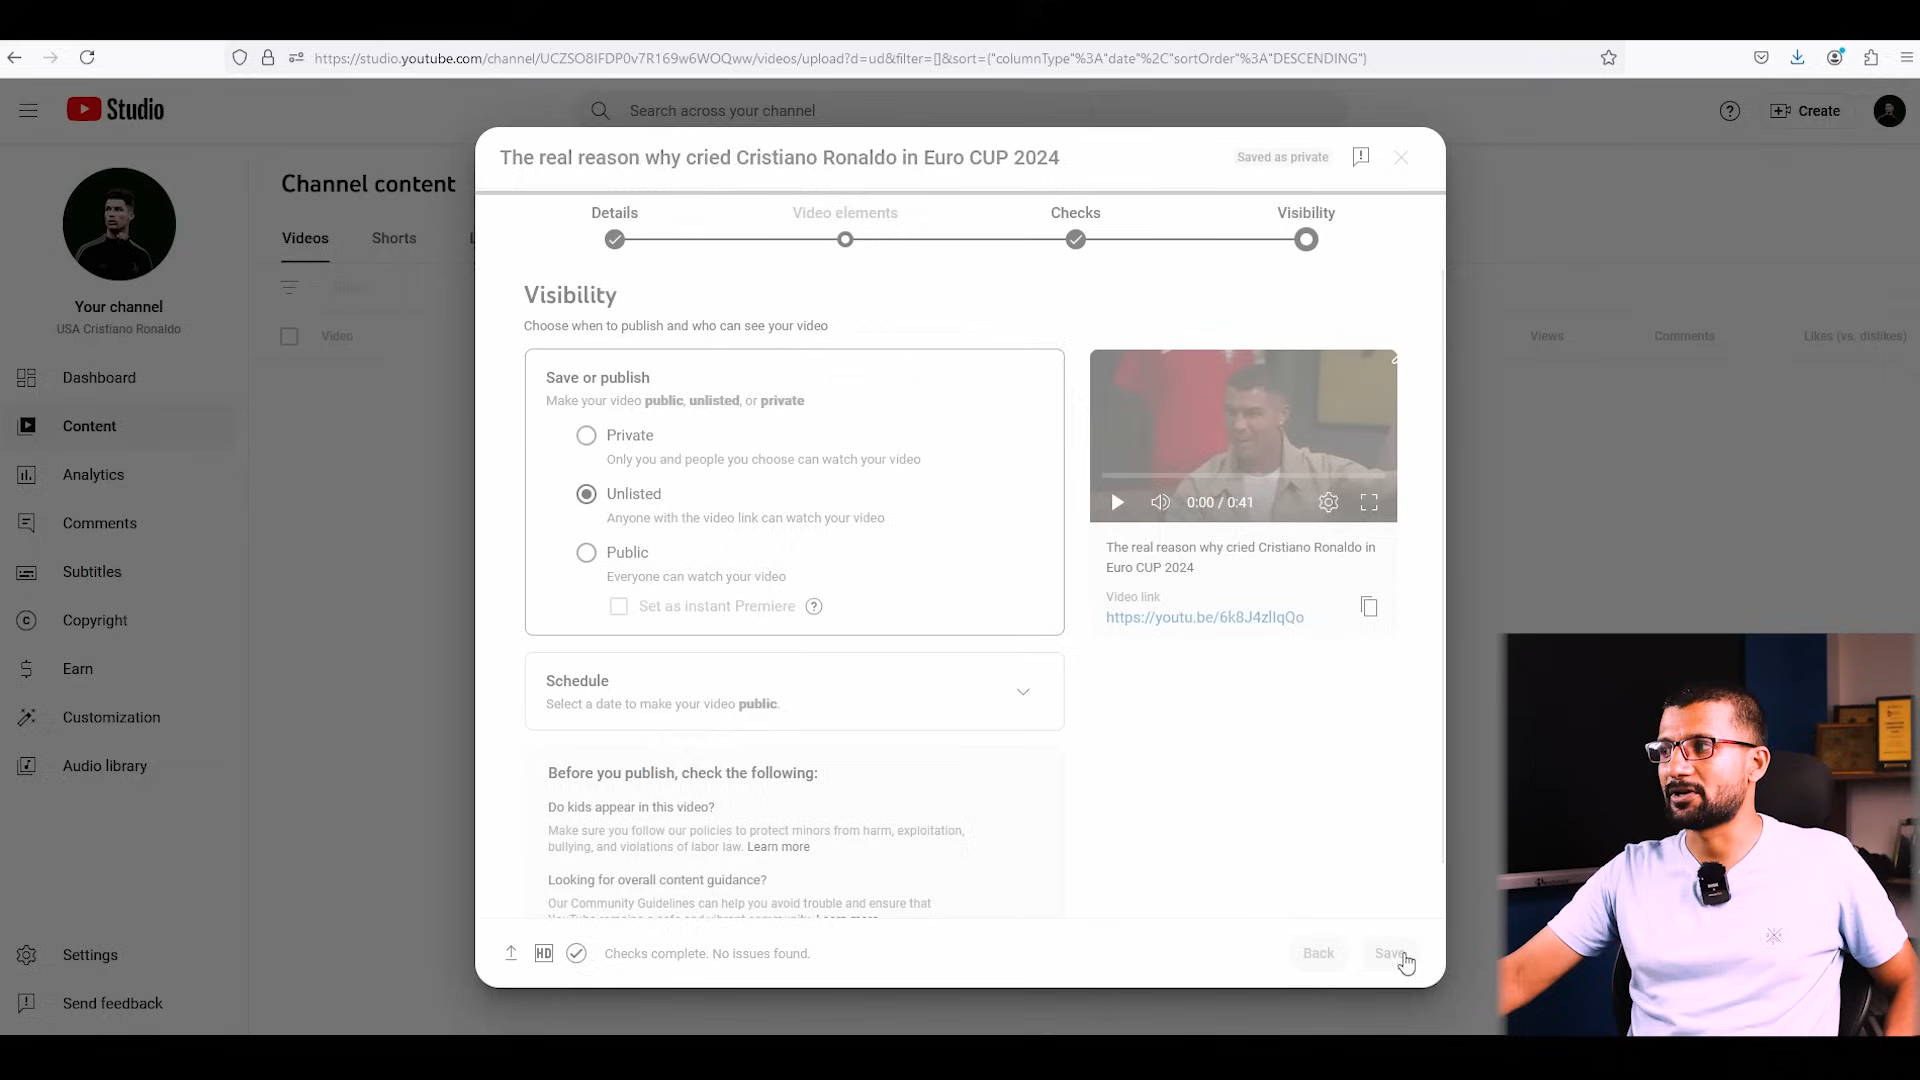 https://studio.youtube.com/channel/UCZSO8IFDP0v7R169w6WOQww/videos/upload?d=ud&filter=[]&sort={"columnType"%3A"date"%2C"sortOrder"%3A"DESCENDING"}
Studio
Search across your channel
Create
The real reason why cried Cristiano Ronaldo in Euro CUP 2024
Saved as private
Channel content
Details
Video elements
Checks
Visibility
Videos
Shorts
Your channel
USA Cristiano Ronaldo
Video
Views
Comments
Likes (vs. dislikes)
Dashboard
Content
Analytics
Comments
Subtitles
Copyright
Earn
Customization
Audio library
Settings
Send feedback
Visibility
Choose when to publish and who can see your video
Save or publish
Make your video public, unlisted, or private
Private
Only you and people you choose can watch your video
Unlisted
Anyone with the video link can watch your video
Public
Everyone can watch your video
Set as instant Premiere
0:00 / 0:41
The real reason why cried Cristiano Ronaldo in
Euro CUP 2024
Video link
https://youtu.be/6k8J4zlIqQo
Schedule
Select a date to make your video public.
Before you publish, check the following:
Do kids appear in this video?
Make sure you follow our policies to protect minors from harm, exploitation,
bullying, and violations of labor law. Learn more
Looking for overall content guidance?
Our Community Guidelines can help you avoid trouble and ensure that
HD
Checks complete. No issues found.
Back
Save